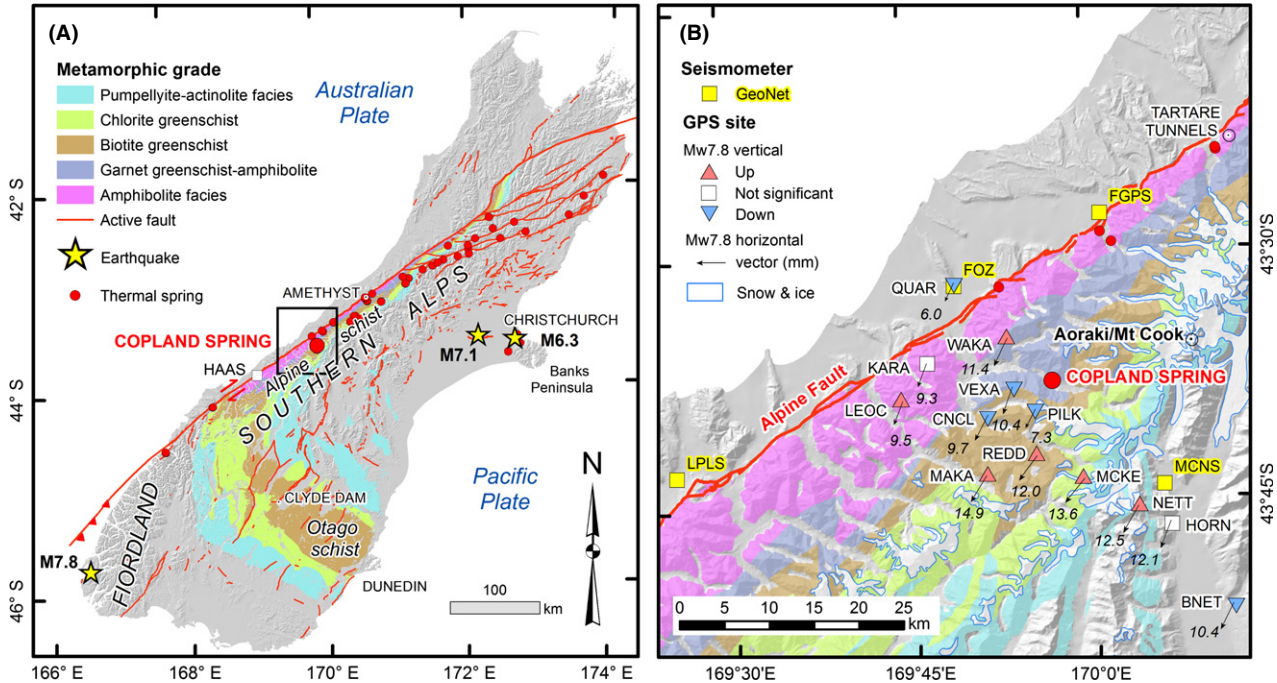 (A)
Metamorphic grade
Pumpellyite-actinolite facies
Chlorite greenschist
Biotite greenschist
Garnet greenschist-amphibolite
Amphibolite facies
Active fault
Earthquake
Thermal spring
Australian
Plate
AMETHYST
COPLAND SPRING
HAAS
Alpine schist
SOUTHERN ALPS
CHRISTCHURCH
M7.1
M6.3
Banks
Peninsula
Pacific
Plate
CLYDE DAM
Otago
schist
DUNEDIN
FIORDLAND
M7.8
N
100
km
42° S
44° S
46° S
166° E
168° E
170° E
172° E
174° E
(B)
Seismometer
GeoNet
GPS site
Mw7.8 vertical
Up
Not significant
Down
Mw7.8 horizontal
vector (mm)
Snow & ice
TARTARE
TUNNELS
FGPS
FOZ
QUAR
6.0
WAKA
11.4
Aoraki/Mt Cook
KARA
9.3
COPLAND SPRING
VEXA
10.4
Alpine Fault
LEOC
9.5
CNCL
9.7
PILK
7.3
REDD
12.0
LPLS
MAKA
14.9
MCKE
13.6
MCNS
NETT
12.5
HORN
12.1
BNET
10.4
0 5 10 15 20 25
km
43°30'S
43°45'S
169°30'E
169°45'E
170°0'E